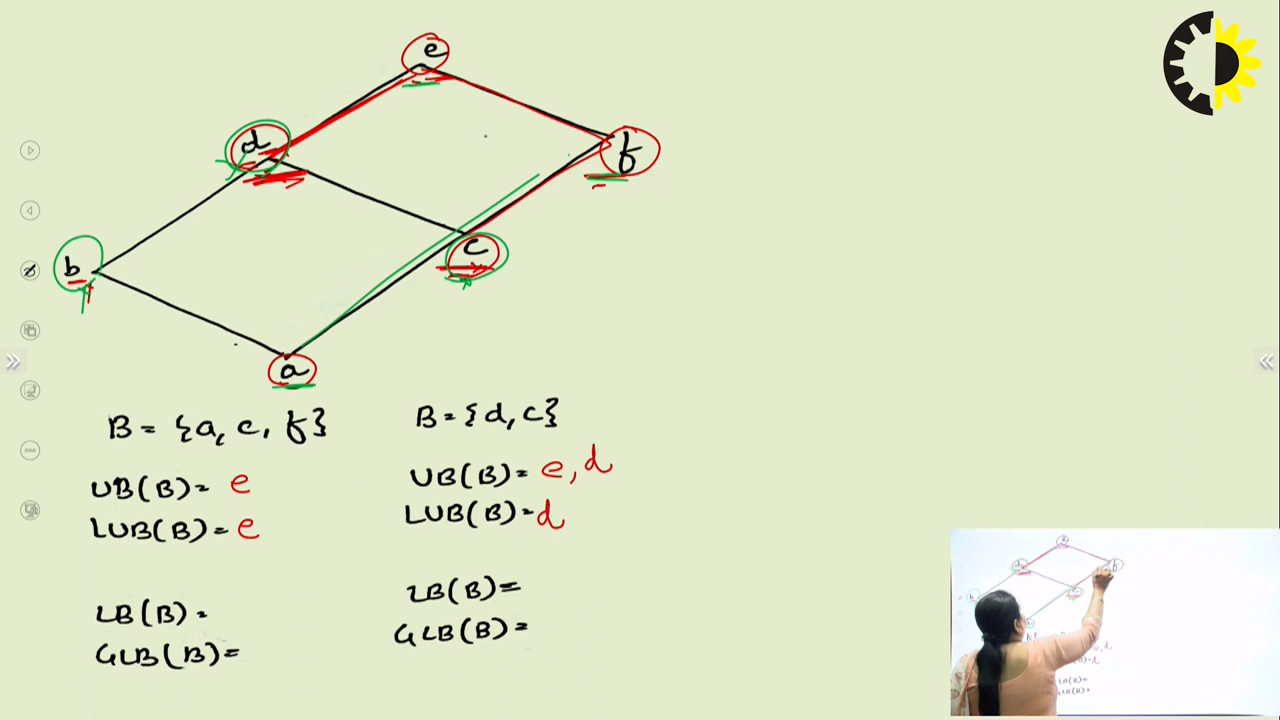 e
d
f
c
b
a
B = {a, e, f}
UB(B) = e
LUB(B) = e
LB(B) =
GLB(B) =
B = {d, c}
UB(B) = e, d
LUB(B) = d
LB(B) =
GLB(B) =